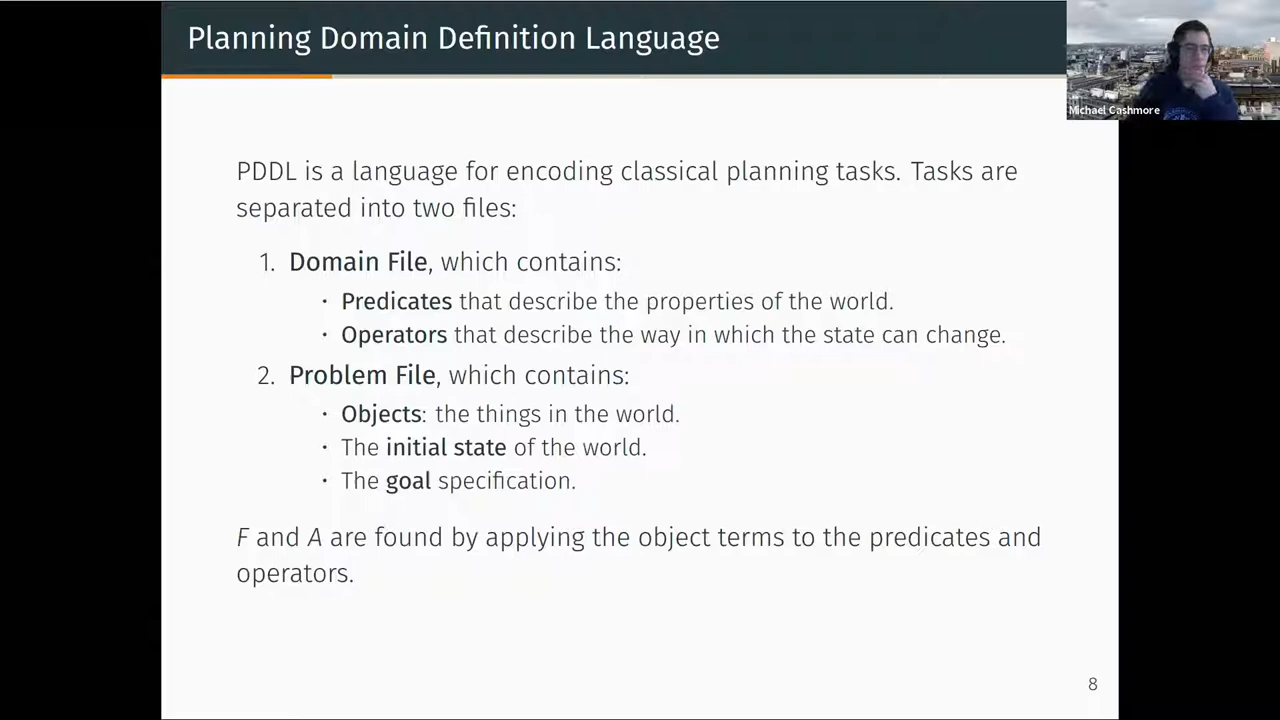 Planning Domain Definition Language
Michael Cashmore
PDDL is a language for encoding classical planning tasks. Tasks are
separated into two files:
1. Domain File, which contains:
· Predicates that describe the properties of the world.
· Operators that describe the way in which the state can change.
2. Problem File, which contains:
· Objects: the things in the world.
· The initial state of the world.
· The goal specification.
F and A are found by applying the object terms to the predicates and
operators.
8